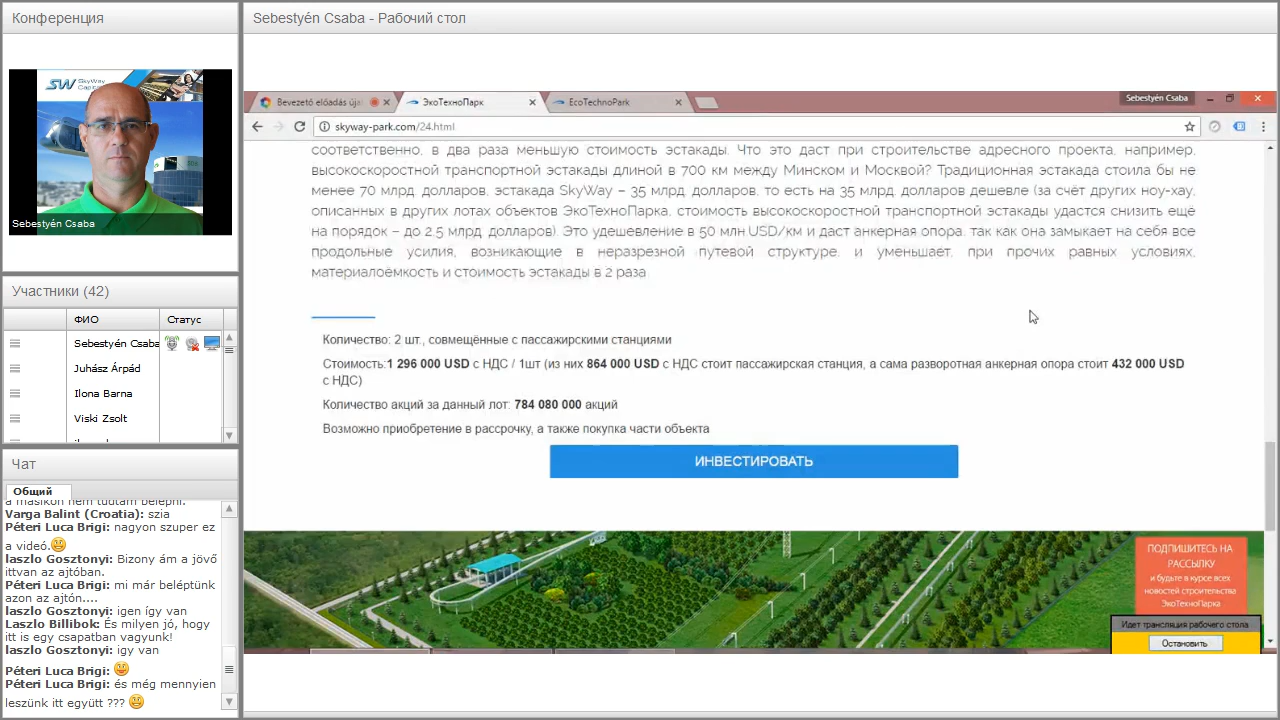 Конференция
SW SkyWay Capital
Sebestyén Csaba
Участники (42)
ФИО Статус
Sebestyén Csaba
Juhász Árpád
Ilona Barna
Viski Zsolt
Чат
Общий
a másikon nem tudtam belépni.
Varga Balint (Croatia): szia
Péteri Luca Brigi: nagyon szuper ez
a videó.
laszlo Gosztonyi: Bizony ám a jövő
ittvan az ajtóban.
Péteri Luca Brigi: mi már beléptünk
azon az ajtón....
laszlo Gosztonyi: igen így van
Laszlo Billibok: És milyen jó, hogy
itt is egy csapatban vagyunk!
laszlo Gosztonyi: igy van
Péteri Luca Brigi:
Péteri Luca Brigi: és még mennyien
leszünk itt együtt ???
Sebestyén Csaba - Рабочий стол
Bevezető előadás úja
ЭкоТехноПарк
EcoTechnoPark
Sebestyén Csaba
skyway-park.com/24.html
соответственно, в два раза меньшую стоимость эстакады. Что это даст при строительстве адресного проекта, например,
высокоскоростной транспортной эстакады длиной в 700 км между Минском и Москвой? Традиционная эстакада стоила бы не
менее 70 млрд. долларов, эстакада SkyWay – 35 млрд. долларов, то есть на 35 млрд. долларов дешевле (за счёт других ноу-хау,
описанных в других лотах объектов ЭкоТехноПарка, стоимость высокоскоростной транспортной эстакады удастся снизить ещё
на порядок – до 2,5 млрд. долларов). Это удешевление в 50 млн USD/км и даст анкерная опора, так как она замыкает на себя все
продольные усилия, возникающие в неразрезной путевой структуре, и уменьшает, при прочих равных условиях,
материалоёмкость и стоимость эстакады в 2 раза
Количество: 2 шт., совмещённые с пассажирскими станциями
Стоимость:1 296 000 USD с НДС / 1шт (из них 864 000 USD с НДС стоит пассажирская станция, а сама разворотная анкерная опора стоит 432 000 USD
с НДС)
Количество акций за данный лот: 784 080 000 акций
Возможно приобретение в рассрочку, а также покупка части объекта
ИНВЕСТИРОВАТЬ
ПОДПИШИТЕСЬ НА
РАССЫЛКУ
и будьте в курсе всех
новостей строительства
ЭкоТехноПарка
Идет трансляция рабочего стола
Остановить